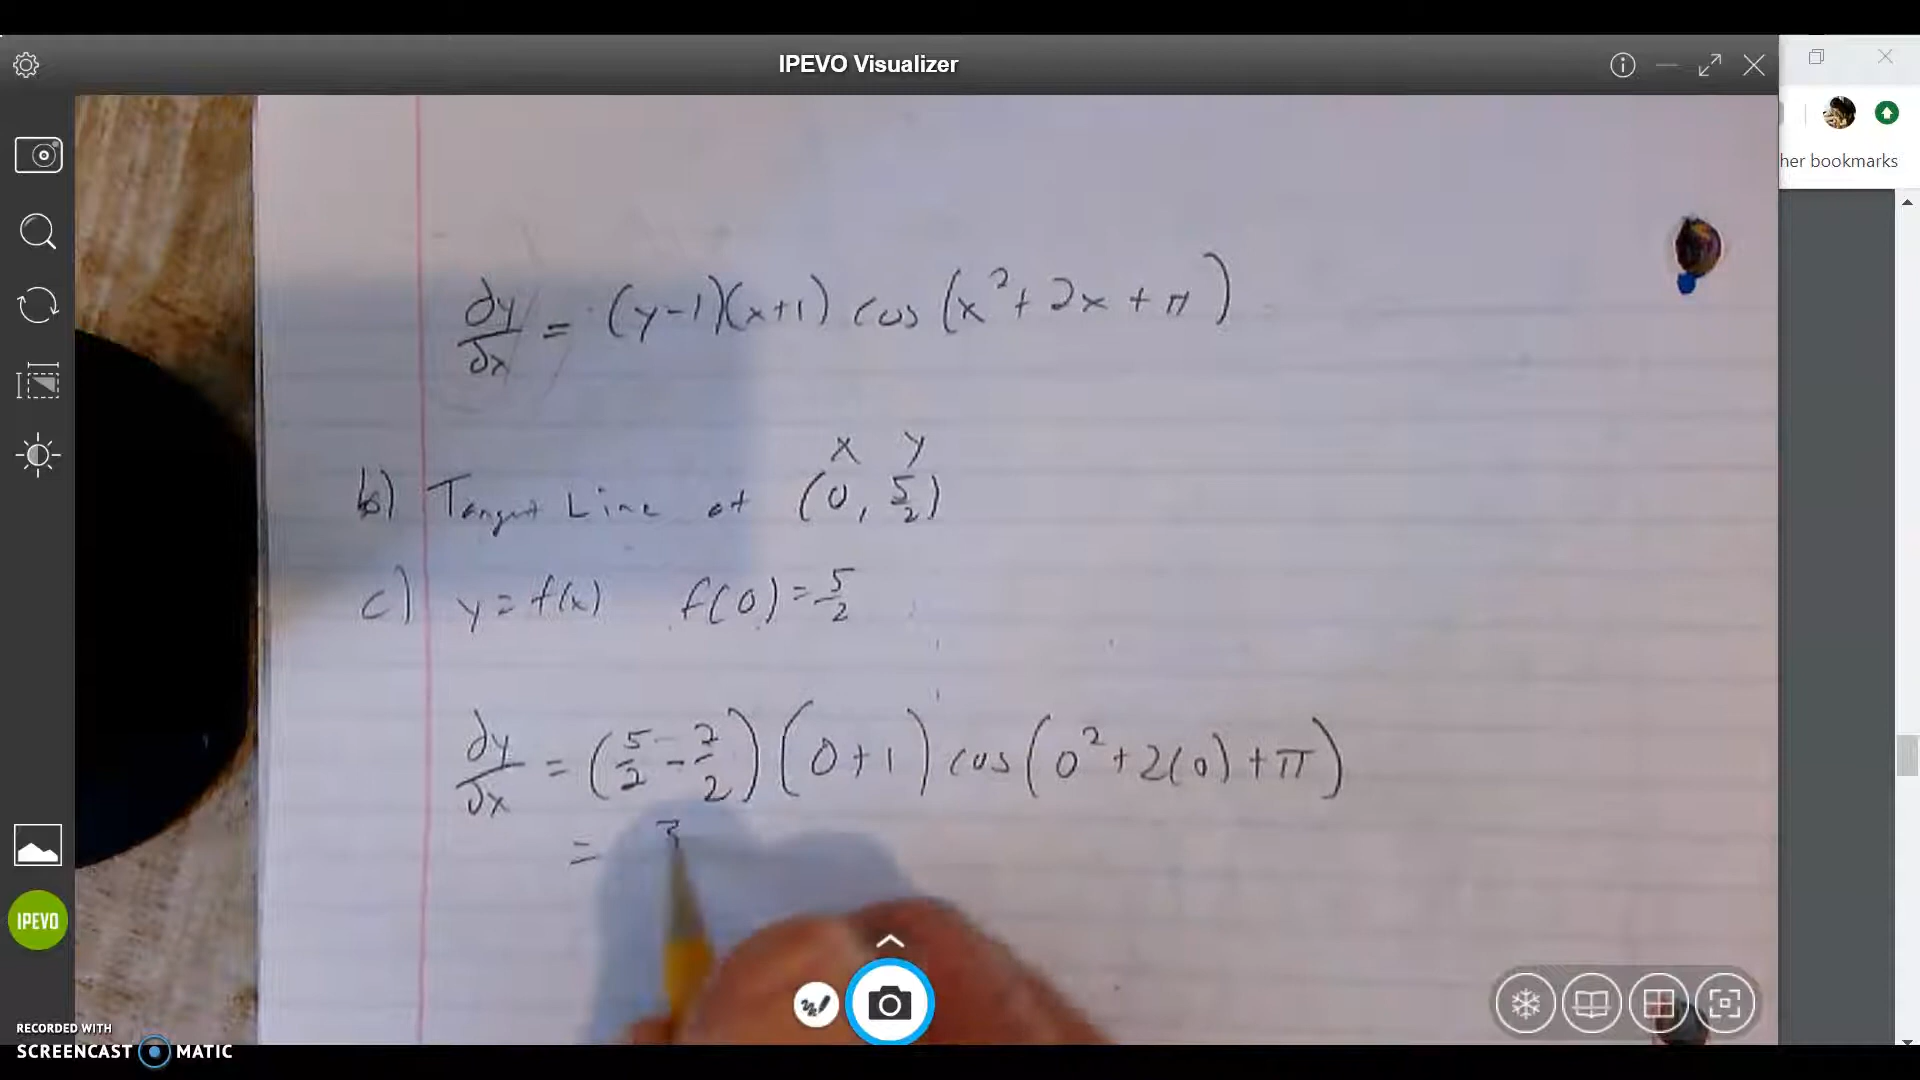 IPEVO Visualizer
her bookmarks
dy/dx = (y-1)(x+1) cos(x²+2x+π)
x y
b) Tangent Line at (0, 5/2)
c) y = f(x) f(0) = 5/2
dy/dx = (5/2 - 2/2)(0+1) cos(0²+2(0)+π)
= 3
IPEVO
RECORDED WITH
SCREENCAST MATIC